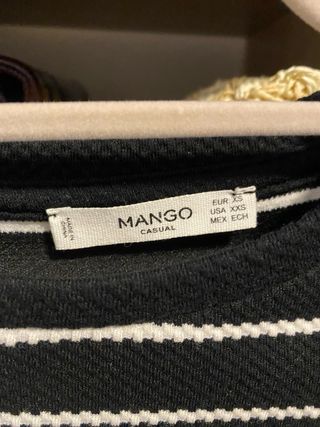 MADE IN
CHINA
MANGO
CASUAL
EUR XS
USA XXS
MEX ECH